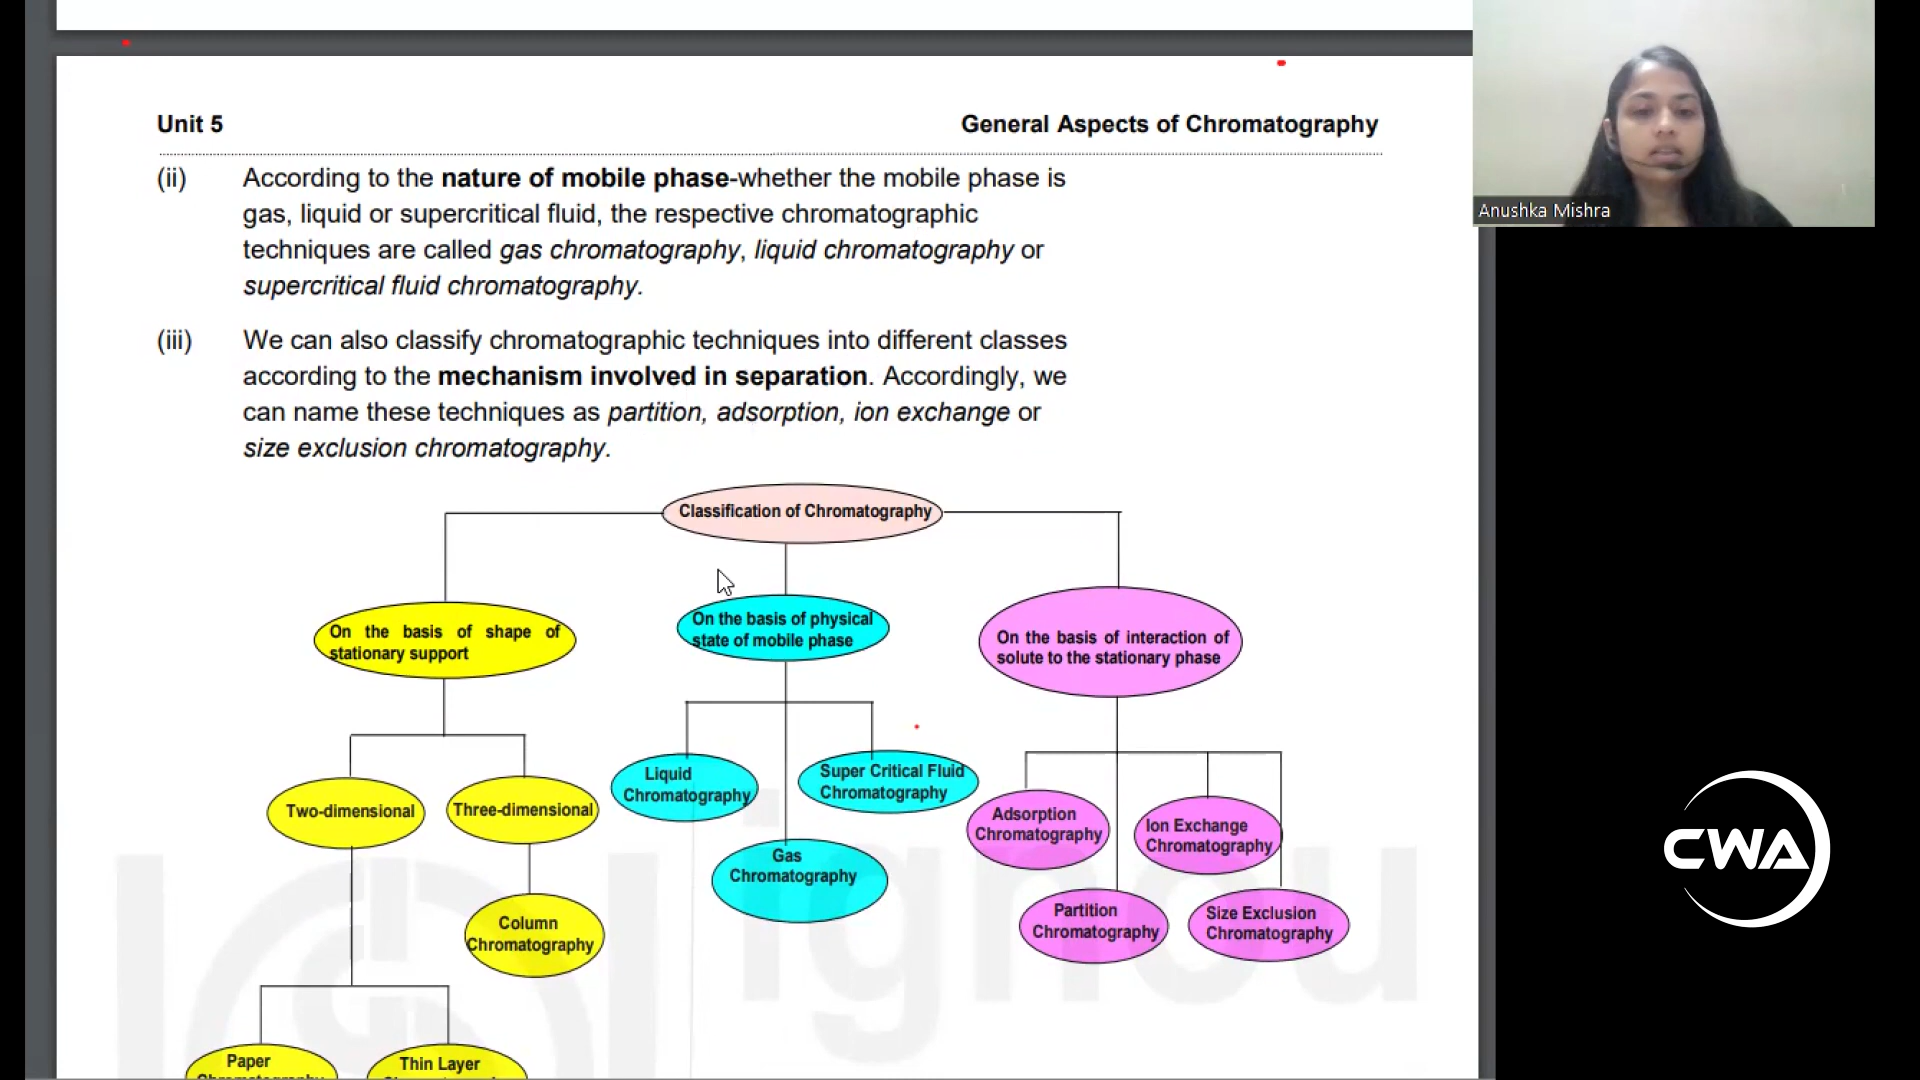 Unit 5
General Aspects of Chromatography
(ii) According to the nature of mobile phase-whether the mobile phase is
gas, liquid or supercritical fluid, the respective chromatographic
techniques are called gas chromatography, liquid chromatography or
supercritical fluid chromatography.
(iii) We can also classify chromatographic techniques into different classes
according to the mechanism involved in separation. Accordingly, we
can name these techniques as partition, adsorption, ion exchange or
size exclusion chromatography.
Classification of Chromatography
On the basis of shape of
stationary support
On the basis of physical
state of mobile phase
On the basis of interaction of
solute to the stationary phase
Two-dimensional
Three-dimensional
Liquid
Chromatography
Super Critical Fluid
Chromatography
Gas
Chromatography
Adsorption
Chromatography
Ion Exchange
Chromatography
Column
Chromatography
Partition
Chromatography
Size Exclusion
Chromatography
Paper
Thin Layer
ignou
Anushka Mishra
CWA